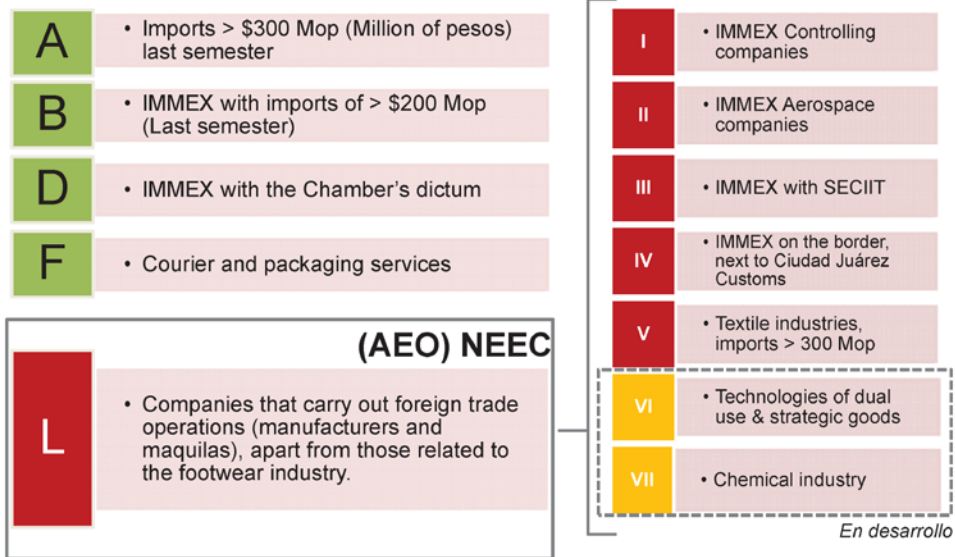 A
• Imports > $300 Mop (Million of pesos)
last semester
B
• IMMEX with imports of > $200 Mop
(Last semester)
D
• IMMEX with the Chamber's dictum
F
• Courier and packaging services
(AEO) NEEC
L
• Companies that carry out foreign trade
operations (manufacturers and
maquilas), apart from those related to
the footwear industry.
I
• IMMEX Controlling
companies
II
• IMMEX Aerospace
companies
III
• IMMEX with SECIIT
IV
• IMMEX on the border,
next to Ciudad Juárez
Customs
V
• Textile industries,
imports > 300 Mop
VI
• Technologies of dual
use & strategic goods
VII
• Chemical industry
En desarrollo